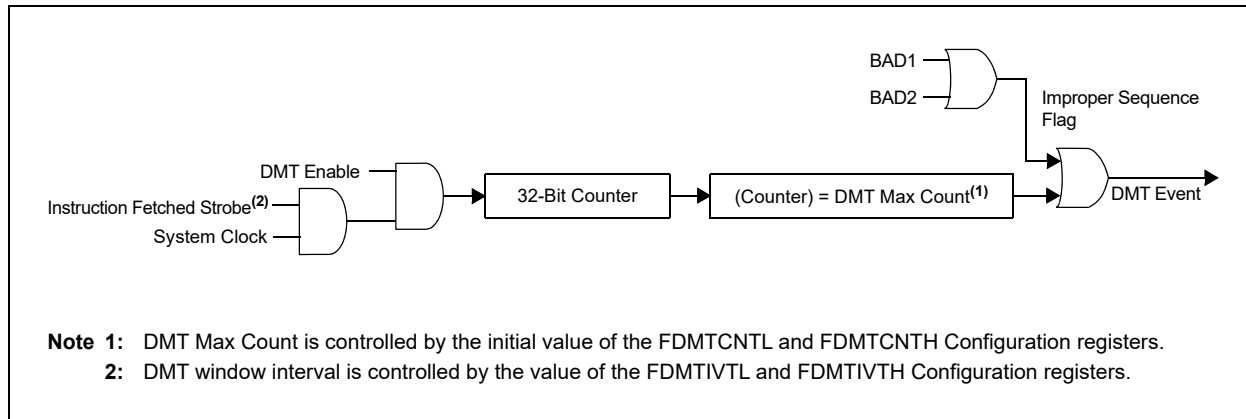 BAD1
BAD2
Improper Sequence
Flag
DMT Enable
Instruction Fetched Strobe(2)
System Clock
32-Bit Counter
(Counter) = DMT Max Count(1)
DMT Event
Note 1: DMT Max Count is controlled by the initial value of the FDMTCNTL and FDMTCNTH Configuration registers.
2: DMT window interval is controlled by the value of the FDMTIVTL and FDMTIVTH Configuration registers.